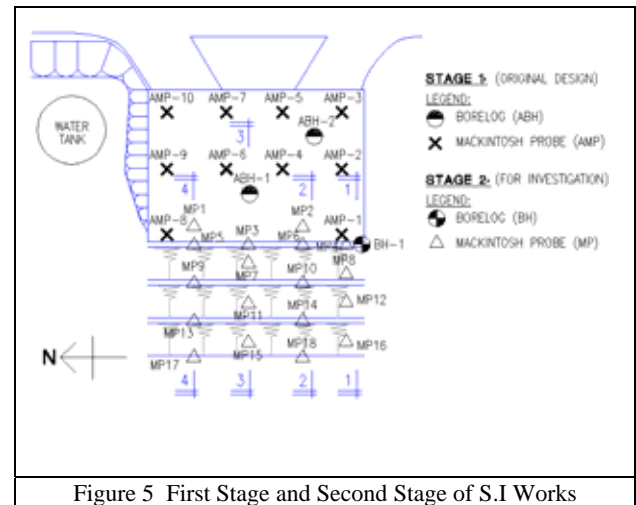 STAGE 1: (ORIGINAL DESIGN)
LEGEND:
BORELOG (ABH)
MACKINTOSH PROBE (AMP)
STAGE 2: (FOR INVESTIGATION)
LEGEND:
BORELOG (BH)
MACKINTOSH PROBE (MP)
WATER
TANK
AMP-10 AMP-7 AMP-5 AMP-3
3
ABH-2
AMP-9 AMP-6 AMP-4 AMP-2
4 ABH-1 2 1
MP1 MP2
AMP-8 AMP-1
MP5 MP3 MP6 BH-1
MP8
MP9 MP7 MP10
MP12
MP11 MP14
MP13
MP15 MP18 MP16
MP17
N
4 3 2 1
Figure 5 First Stage and Second Stage of S.I Works